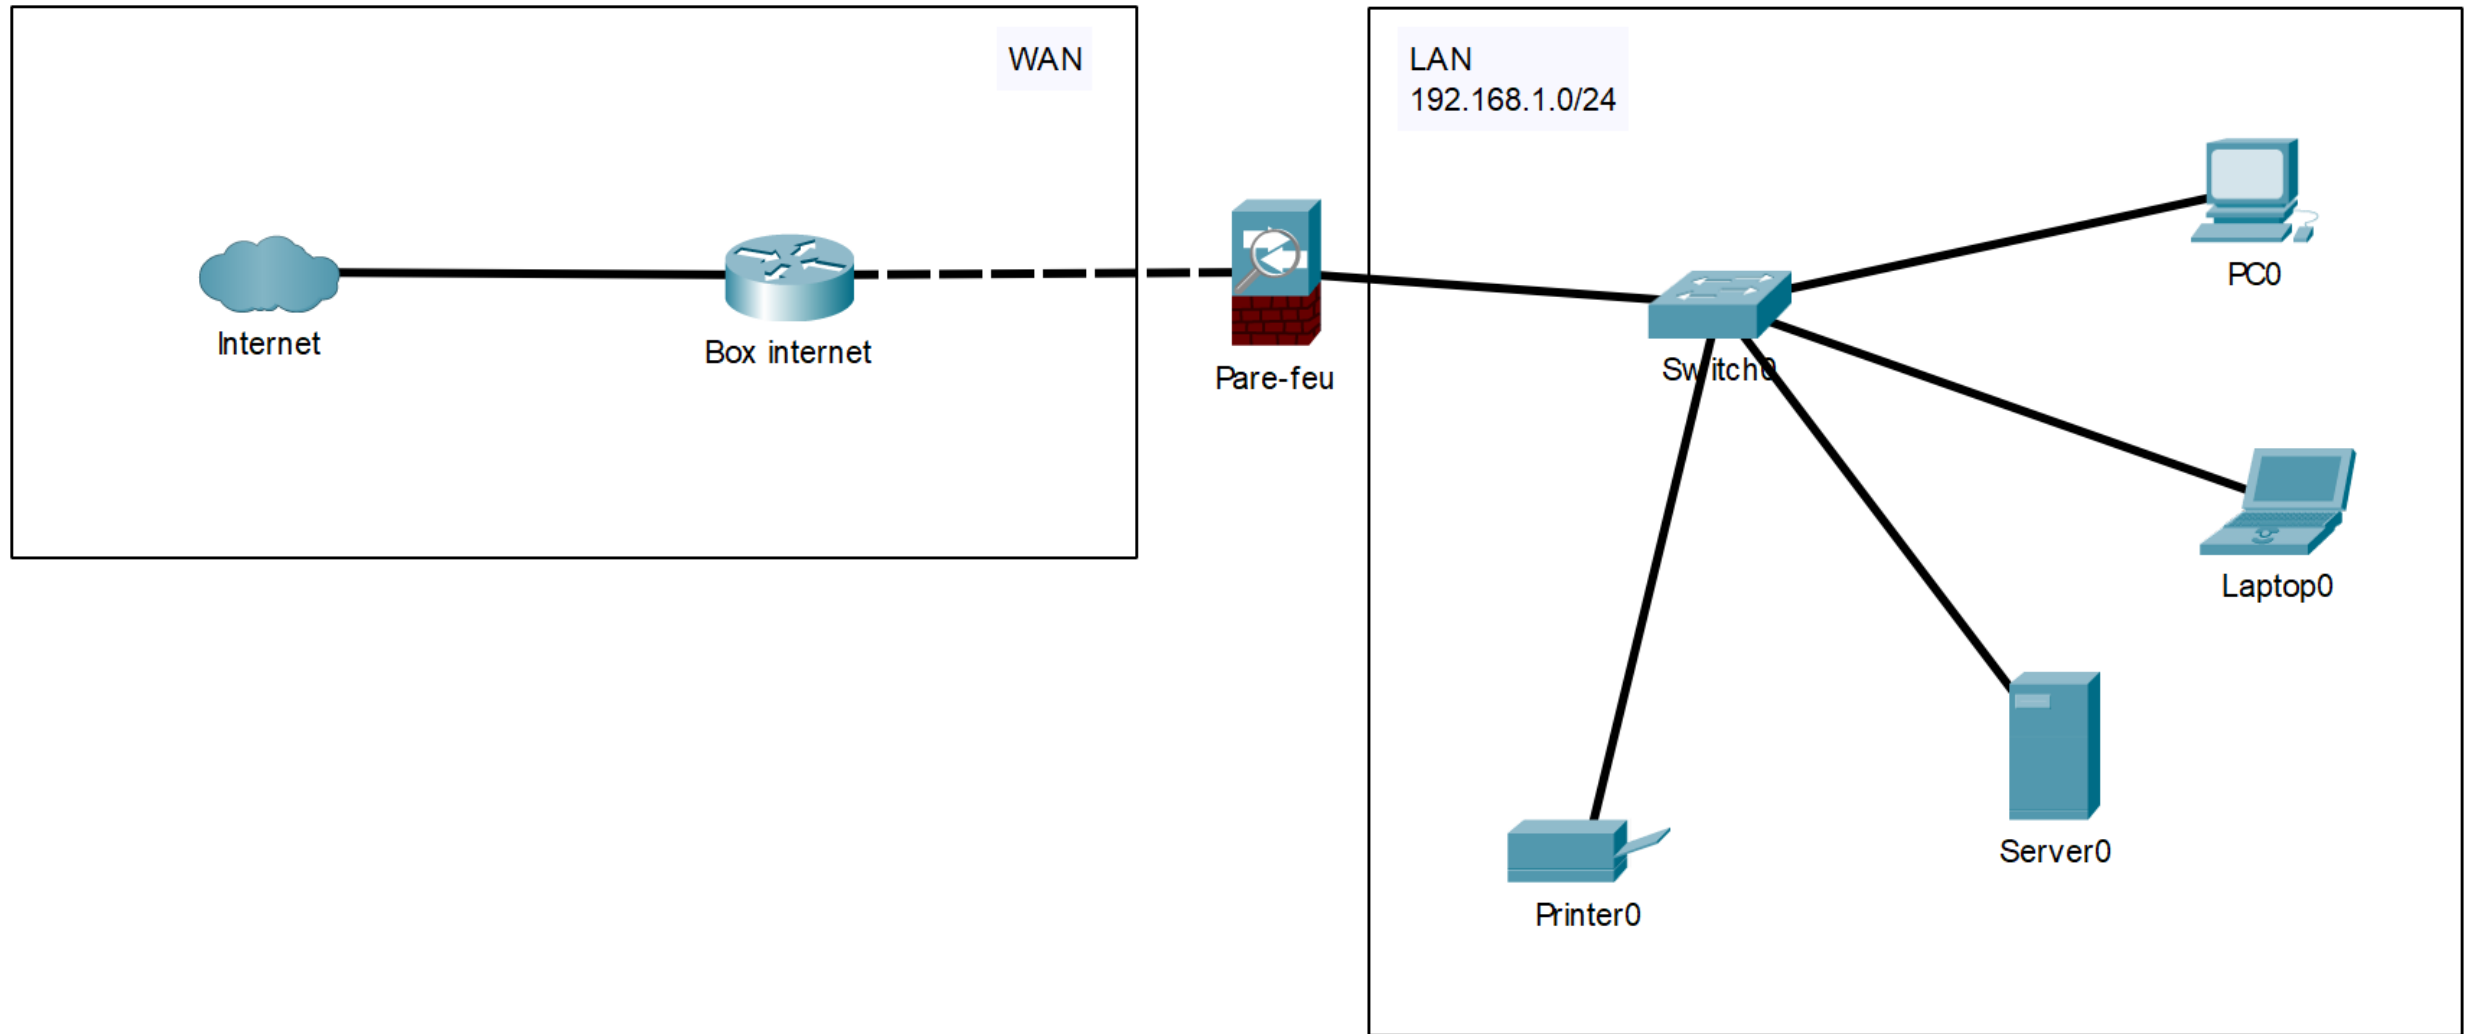 WAN
LAN
192.168.1.0/24
Internet
Box internet
Pare-feu
Switch0
PC0
Laptop0
Server0
Printer0